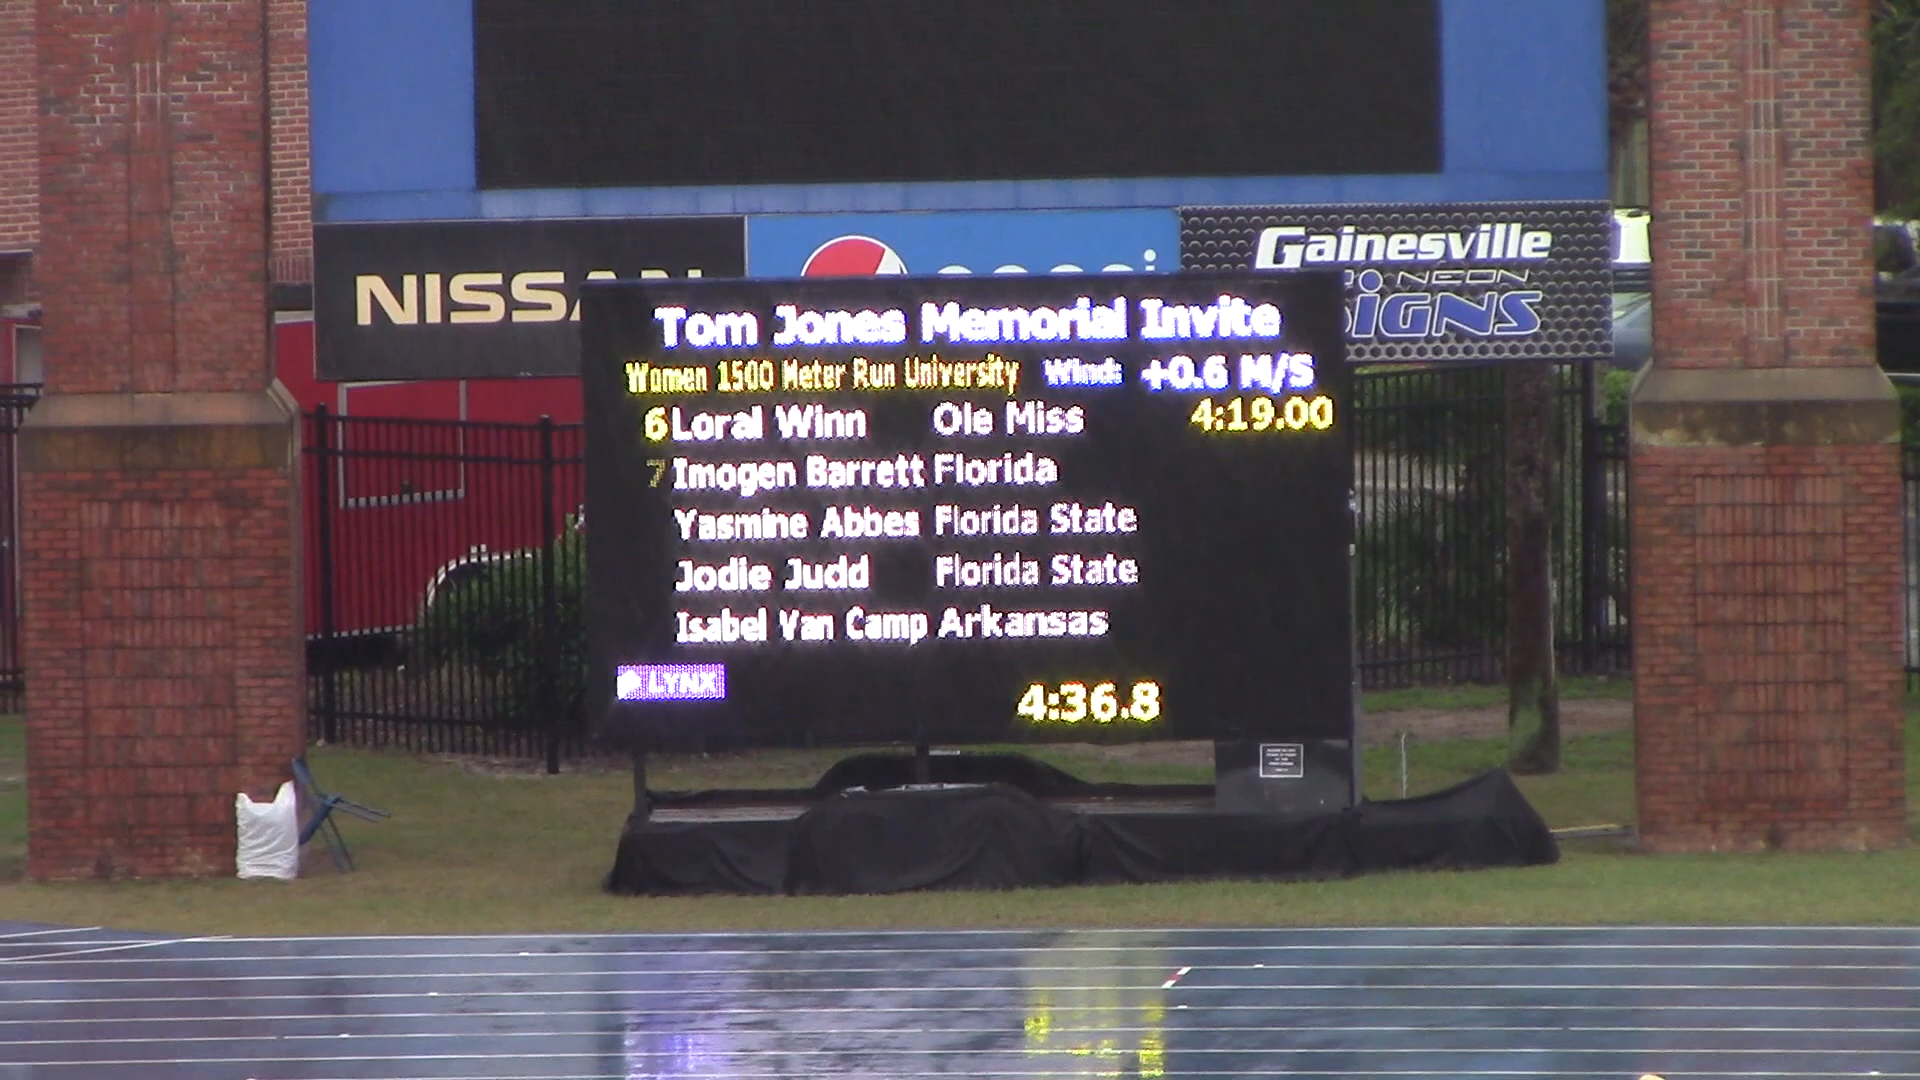 NISSAN
pepsi
Gainesville
NEON
SIGNS
Tom Jones Memorial Invite
Women 1500 Meter Run University Wind: +0.6 M/S
6 Loral Winn Ole Miss 4:19.00
7 Imogen Barrett Florida
Yasmine Abbes Florida State
Jodie Judd Florida State
Isabel Van Camp Arkansas
LYNX
4:36.8